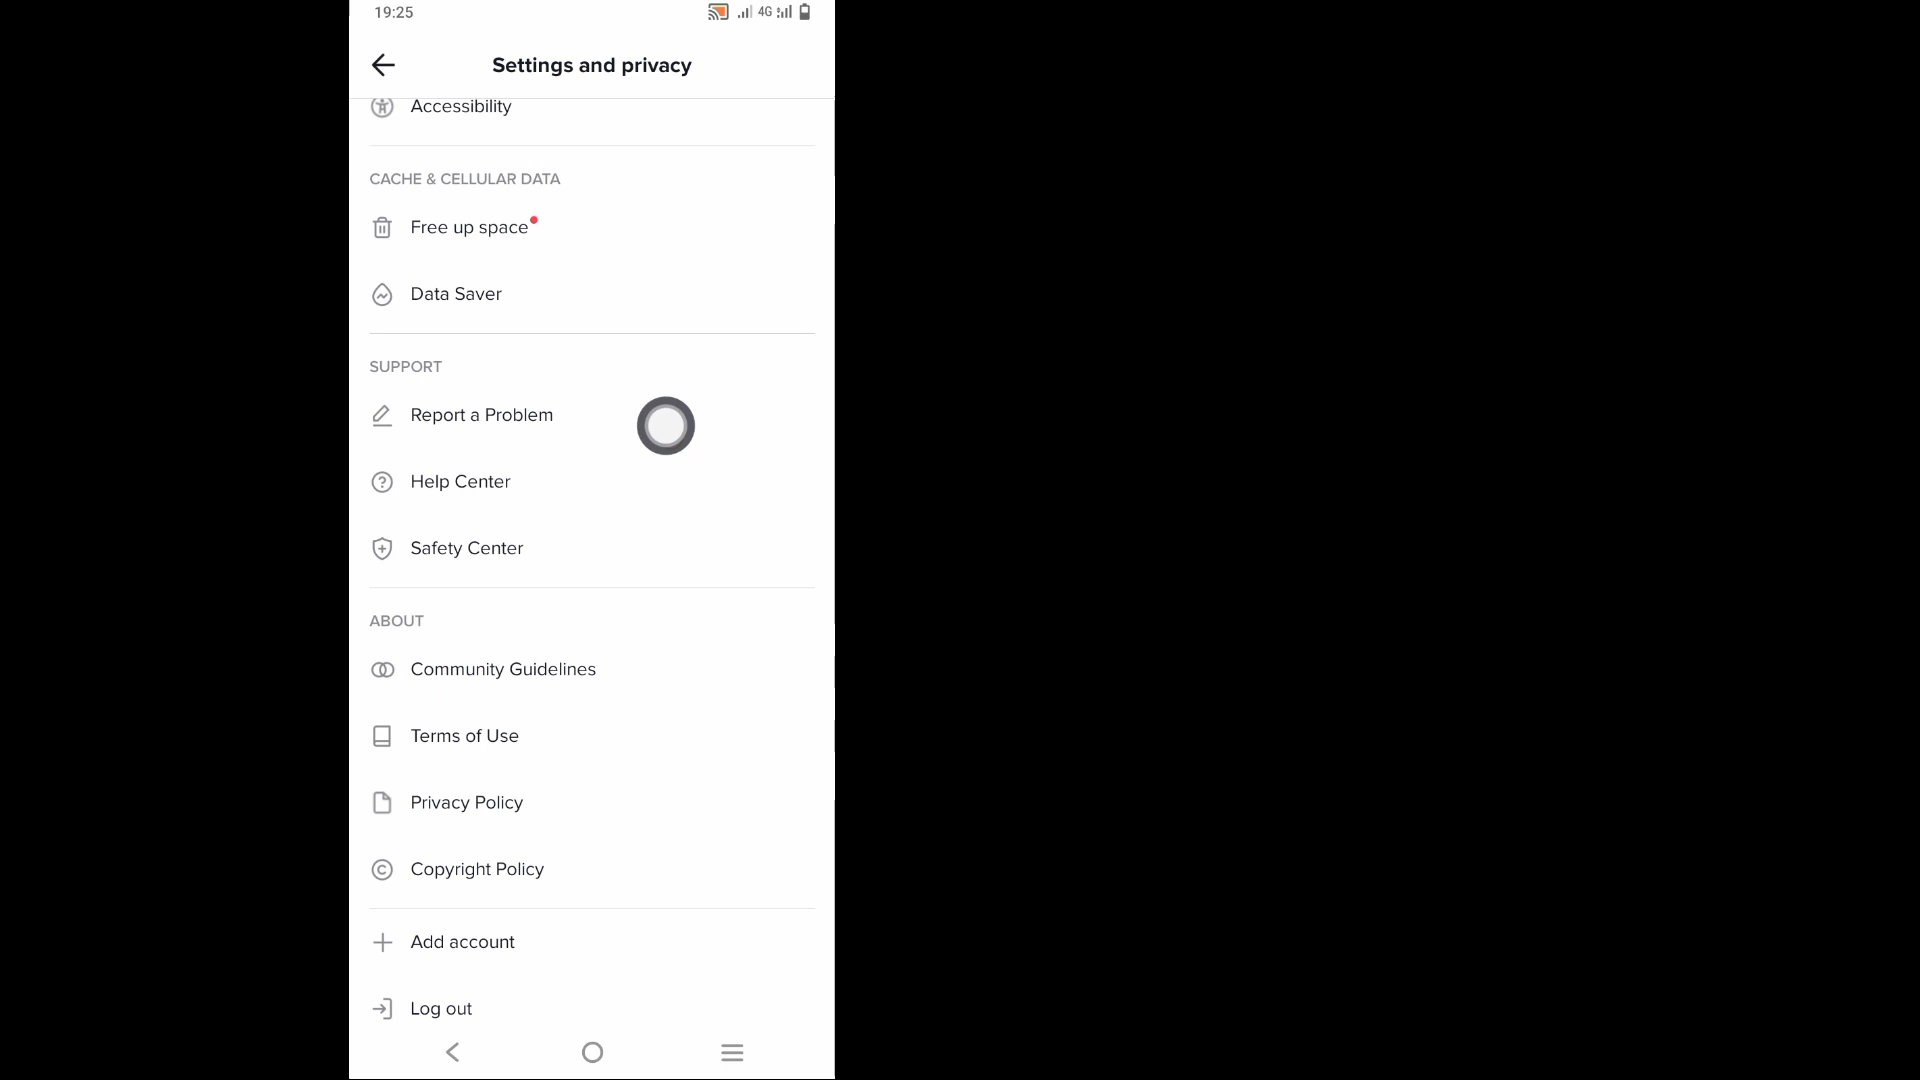 19:25
4G
Settings and privacy
Accessibility
CACHE & CELLULAR DATA
Free up space
Data Saver
SUPPORT
Report a Problem
Help Center
Safety Center
ABOUT
Community Guidelines
Terms of Use
Privacy Policy
Copyright Policy
Add account
Log out